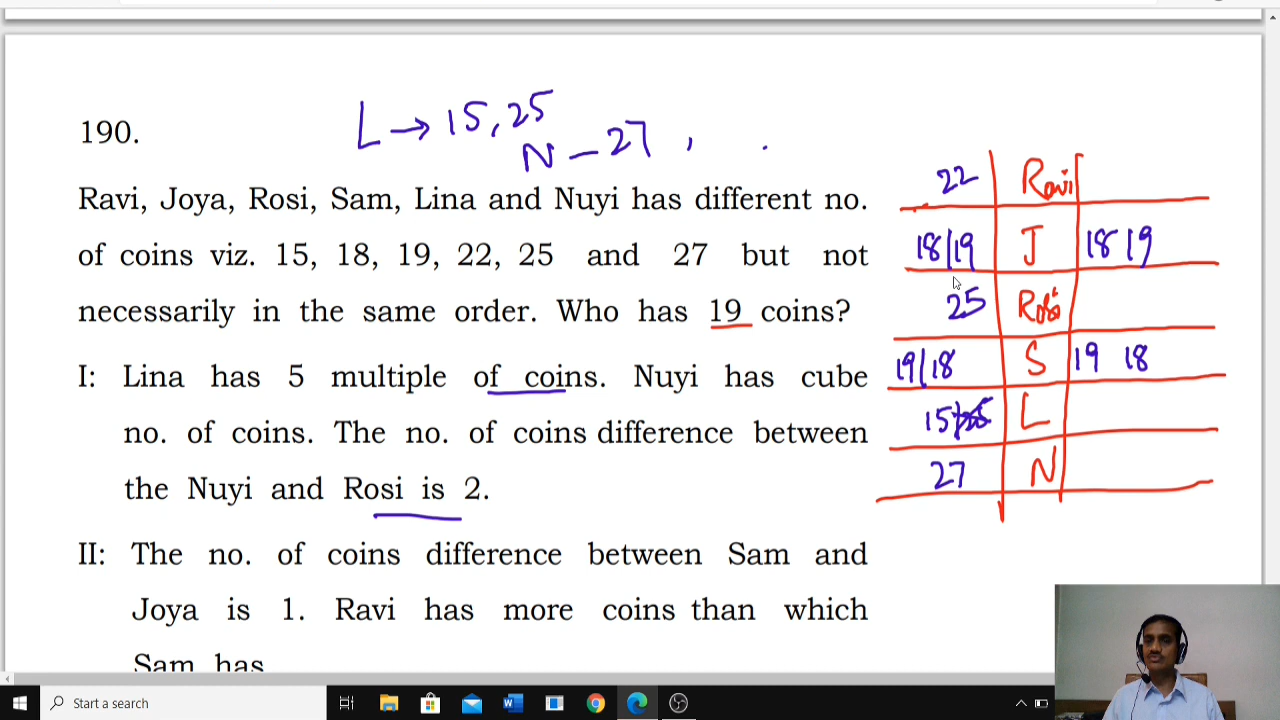 L → 15, 25
N – 27,
190.
Ravi, Joya, Rosi, Sam, Lina and Nuyi has different no.
of coins viz. 15, 18, 19, 22, 25 and 27 but not
necessarily in the same order. Who has 19 coins?
I: Lina has 5 multiple of coins. Nuyi has cube
no. of coins. The no. of coins difference between
the Nuyi and Rosi is 2.
II: The no. of coins difference between Sam and
Joya is 1. Ravi has more coins than which
Sam has
22 Ravi
18/19 J 18 19
25 Rosi
19/18 S 19 18
15/25 L
27 N
Start a search